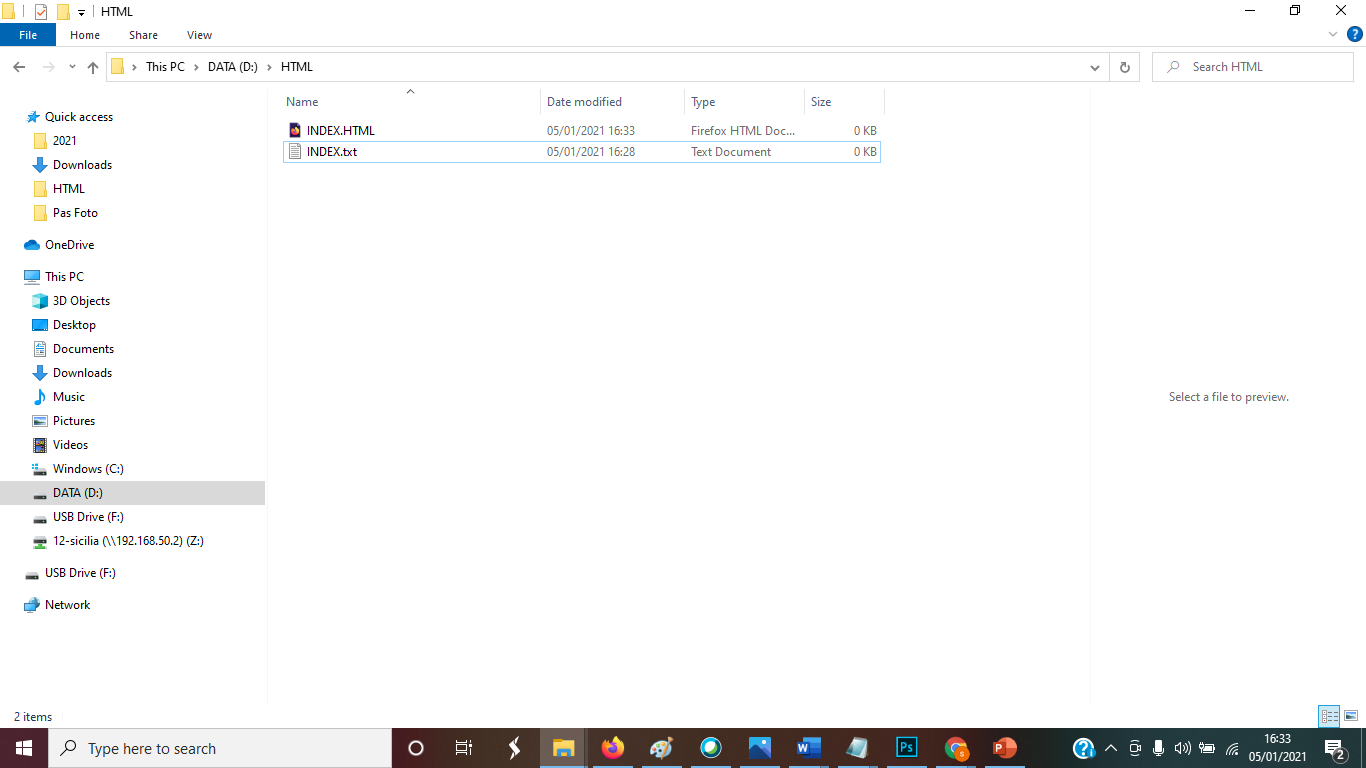 HTML
File Home Share View
This PC DATA (D:) HTML
Search HTML
Name Date modified Type Size
INDEX.HTML 05/01/2021 16:33 Firefox HTML Doc... 0 KB
INDEX.txt 05/01/2021 16:28 Text Document 0 KB
Quick access
2021
Downloads
HTML
Pas Foto
OneDrive
This PC
3D Objects
Desktop
Documents
Downloads
Music
Pictures
Videos
Windows (C:)
DATA (D:)
USB Drive (F:)
12-sicilia (\\192.168.50.2) (Z:)
USB Drive (F:)
Network
Select a file to preview.
2 items
Type here to search
16:33
05/01/2021
2